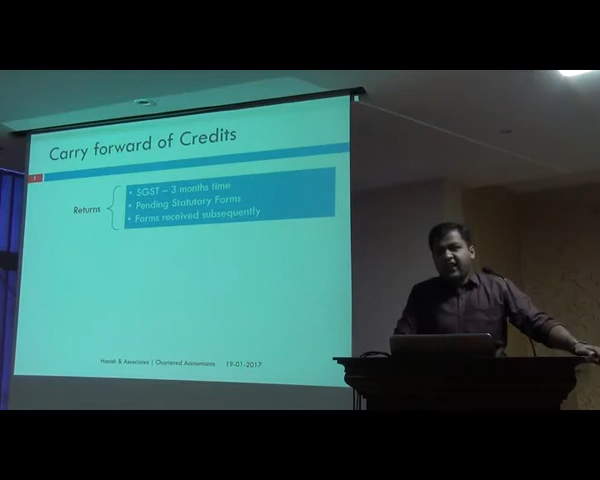 Carry forward of Credits
Returns
• SGST – 3 months time
• Pending Statutory Forms
• Forms received subsequently
& Associates | Chartered Accountants 19-01-2017